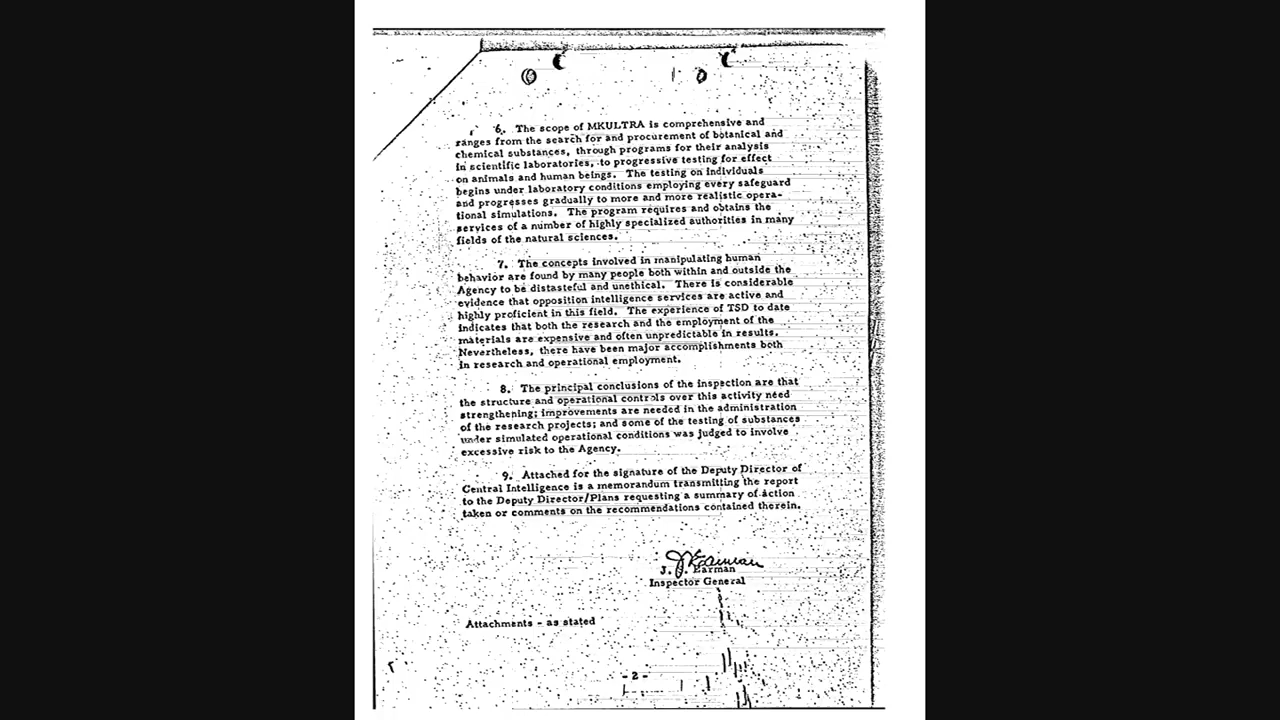 6. The scope of MKULTRA is comprehensive and
ranges from the search for and procurement of botanical and
chemical substances, through programs for their analysis
in scientific laboratories, to progressive testing for effect
on animals and human beings. The testing on individuals
begins under laboratory conditions employing every safeguard
and progresses gradually to more and more realistic opera-
tional simulations. The program requires and obtains the
services of a number of highly specialized authorities in many
fields of the natural sciences.
7. The concepts involved in manipulating human
behavior are found by many people both within and outside the
Agency to be distasteful and unethical. There is considerable
evidence that opposition intelligence services are active and
highly proficient in this field. The experience of TSD to date
indicates that both the research and the employment of the
materials are expensive and often unpredictable in results.
Nevertheless, there have been major accomplishments both
in research and operational employment.
8. The principal conclusions of the inspection are that
the structure and operational controls over this activity need
strengthening; improvements are needed in the administration
of the research projects; and some of the testing of substances
under simulated operational conditions was judged to involve
excessive risk to the Agency.
9. Attached for the signature of the Deputy Director of
Central Intelligence is a memorandum transmitting the report
to the Deputy Director/Plans requesting a summary of action
taken or comments on the recommendations contained therein.
J. Earman
Inspector General
Attachments - as stated
- 2 -